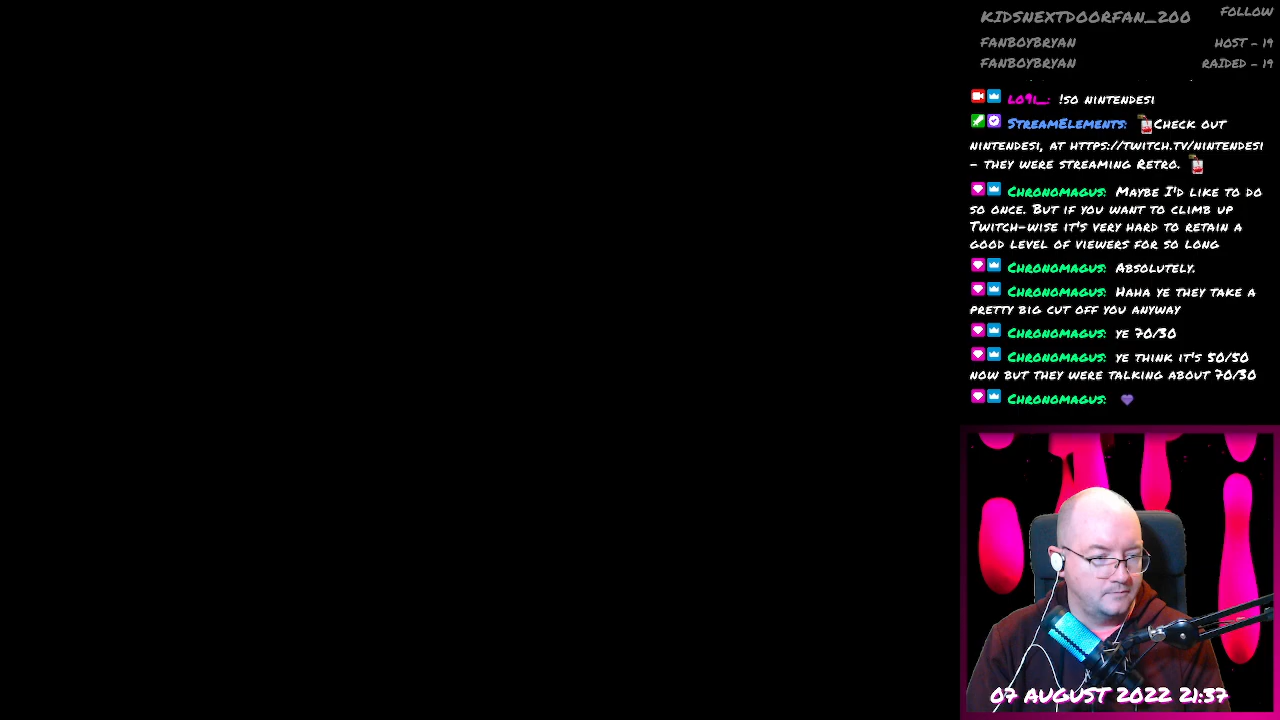 KIDSNEXTDOORFAN_200 FOLLOW
FANBOYBRYAN HOST - 19
FANBOYBRYAN RAIDED - 19
LO9I_: !SO NINTENDESI
STREAMELEMENTS: CHECK OUT
NINTENDESI, AT HTTPS://TWITCH.TV/NINTENDESI
- THEY WERE STREAMING RETRO.
CHRONOMAGUS: MAYBE I'D LIKE TO DO
SO ONCE. BUT IF YOU WANT TO CLIMB UP
TWITCH-WISE IT'S VERY HARD TO RETAIN A
GOOD LEVEL OF VIEWERS FOR SO LONG
CHRONOMAGUS: ABSOLUTELY.
CHRONOMAGUS: HAHA YE THEY TAKE A
PRETTY BIG CUT OFF YOU ANYWAY
CHRONOMAGUS: YE 70/30
CHRONOMAGUS: YE THINK IT'S 50/50
NOW BUT THEY WERE TALKING ABOUT 70/30
CHRONOMAGUS:
07 AUGUST 2022 21:37